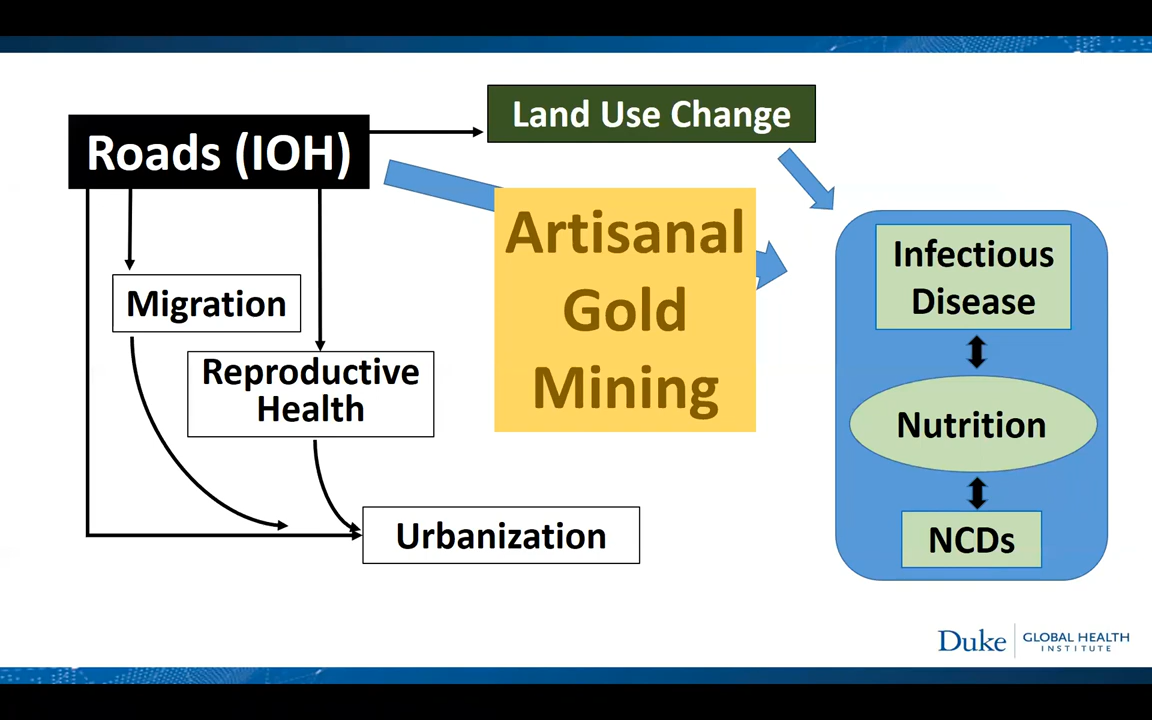 Roads (IOH)
Land Use Change
Artisanal
Gold
Mining
Migration
Reproductive
Health
Urbanization
Infectious
Disease
Nutrition
NCDs
Duke
GLOBAL HEALTH
INSTITUTE